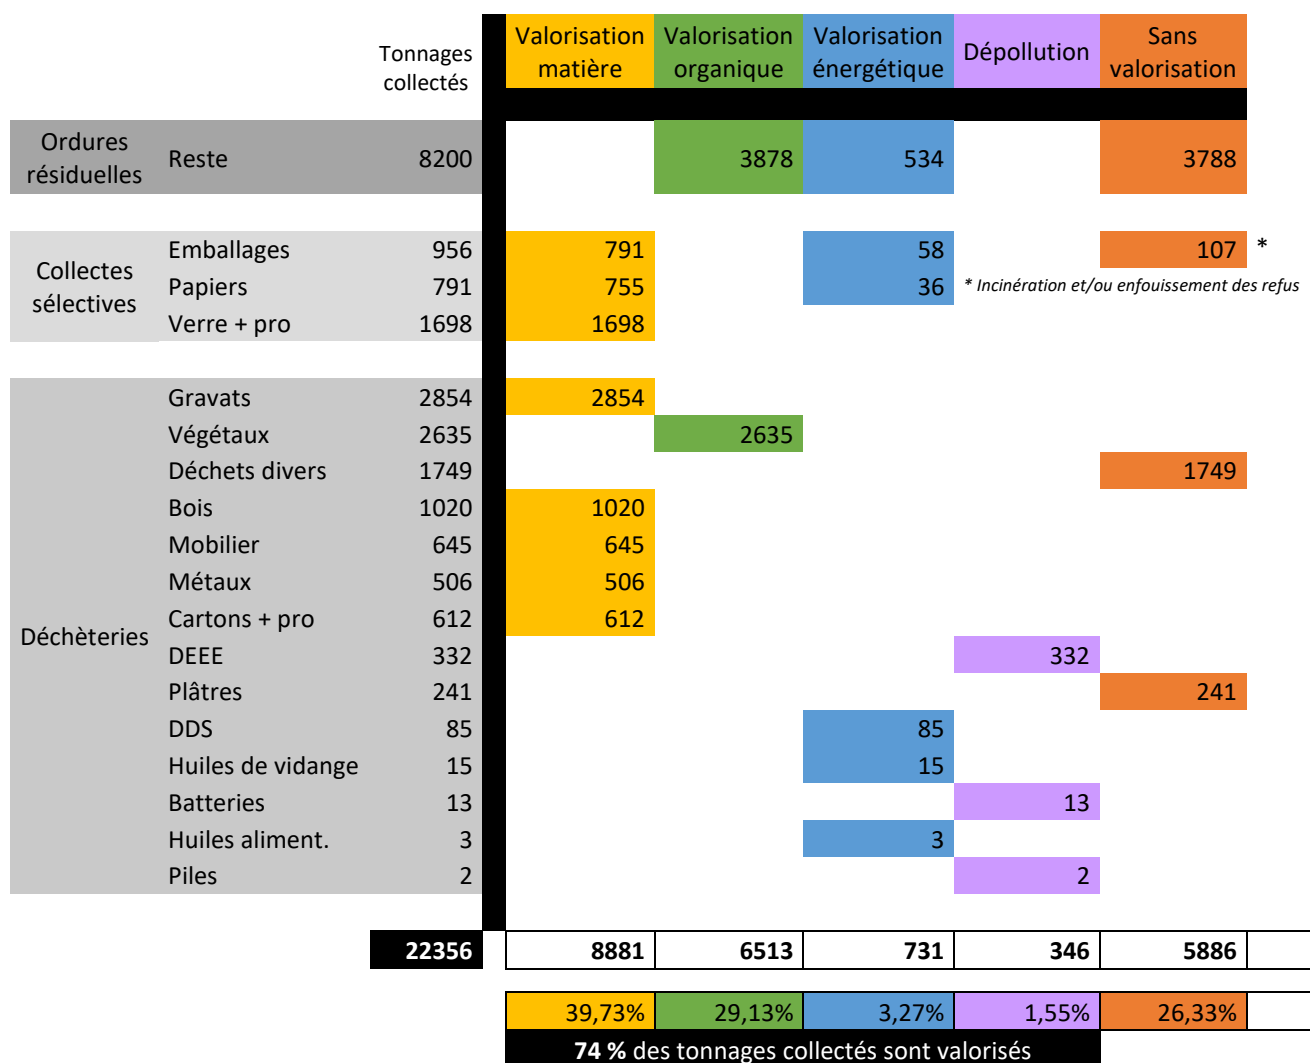 Tonnages collectés Valorisation matière Valorisation organique Valorisation énergétique Dépollution Sans valorisation
Ordures résiduelles Reste 8200 3878 534 3788
Collectes sélectives
Emballages 956 791 58 107 *
Papiers 791 755 36 * Incinération et/ou enfouissement des refus
Verre + pro 1698 1698
Déchèteries
Gravats 2854 2854
Végétaux 2635 2635
Déchets divers 1749 1749
Bois 1020 1020
Mobilier 645 645
Métaux 506 506
Cartons + pro 612 612
DEEE 332 332
Plâtres 241 241
DDS 85 85
Huiles de vidange 15 15
Batteries 13 13
Huiles aliment. 3 3
Piles 2 2
22356 8881 6513 731 346 5886
39,73% 29,13% 3,27% 1,55% 26,33%
74 % des tonnages collectés sont valorisés